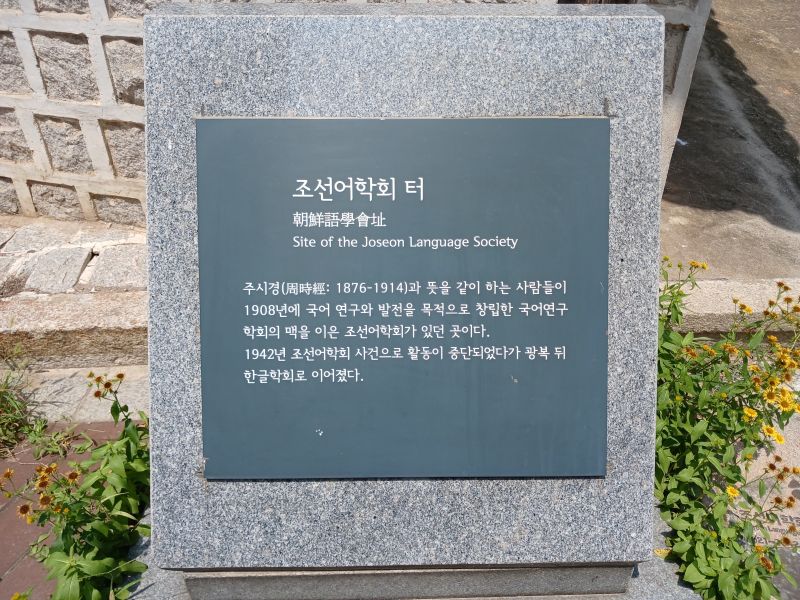 조선어학회 터
朝鮮語學會址
Site of the Joseon Language Society
주시경(周時經: 1876-1914)과 뜻을 같이 하는 사람들이
1908년에 국어 연구와 발전을 목적으로 창립한 국어연구
학회의 맥을 이은 조선어학회가 있던 곳이다.
1942년 조선어학회 사건으로 활동이 중단되었다가 광복 뒤
한글학회로 이어졌다.